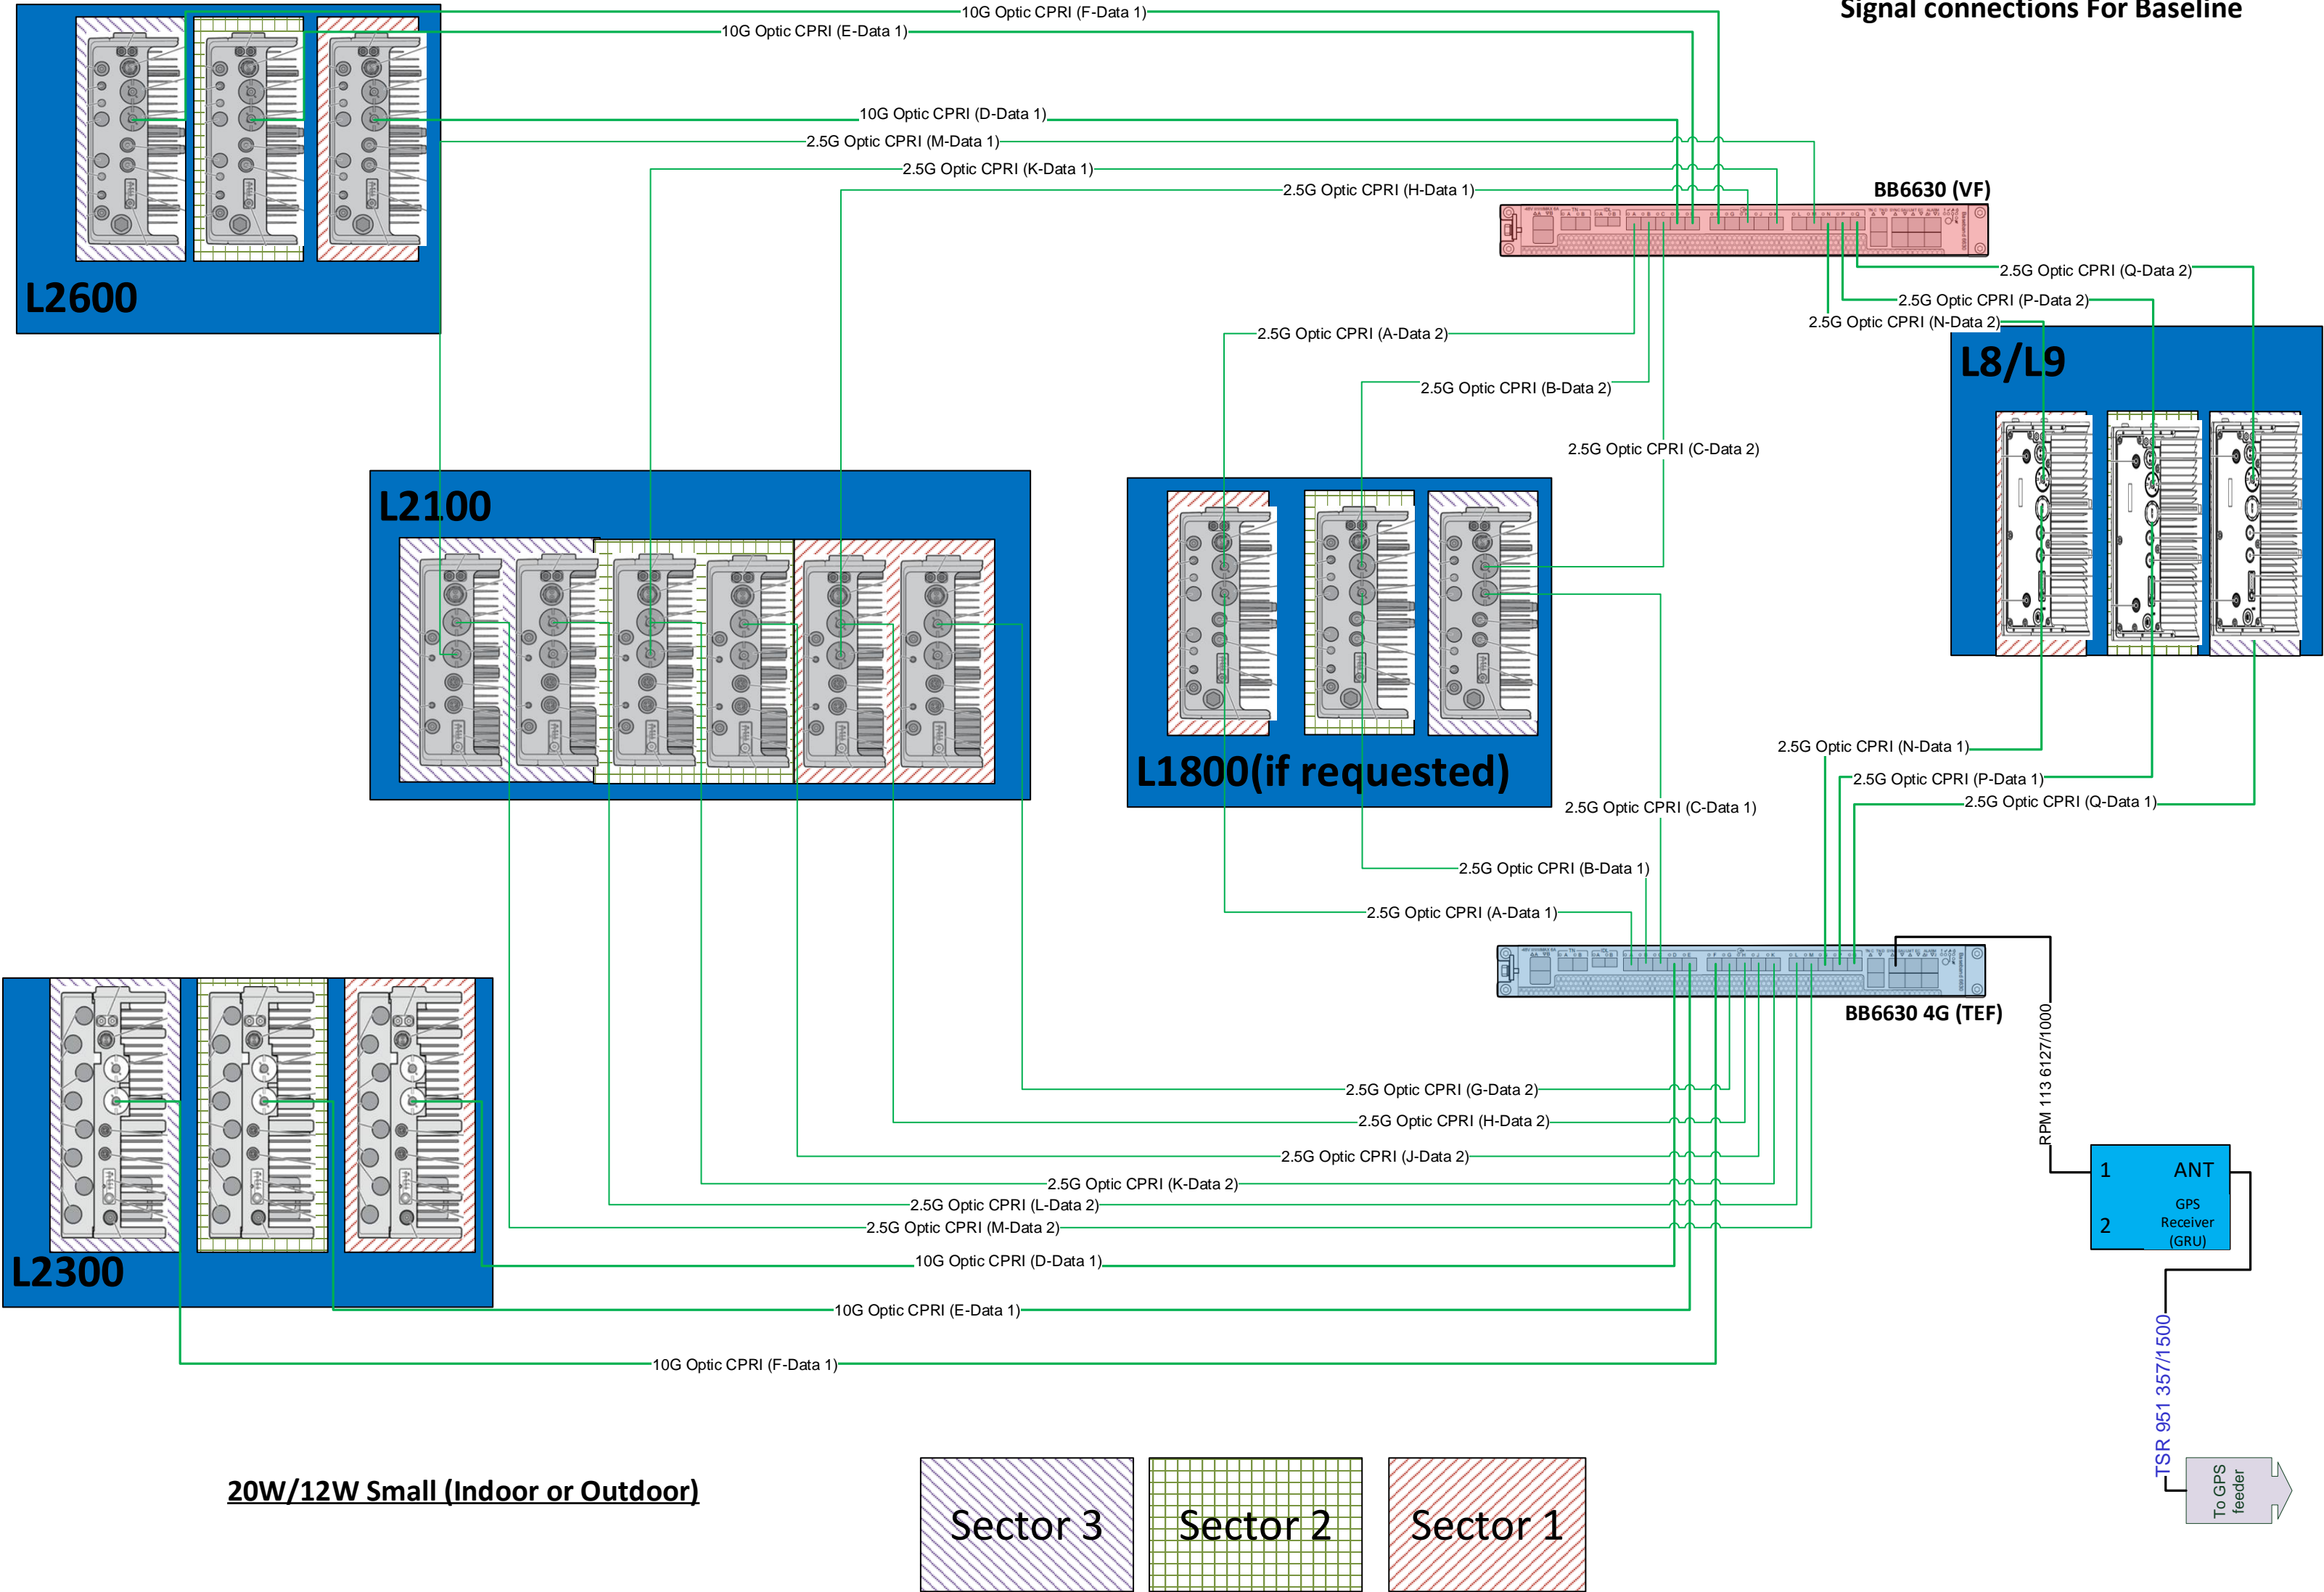 Signal connections For Baseline
10G Optic CPRI (F-Data 1)
10G Optic CPRI (E-Data 1)
10G Optic CPRI (D-Data 1)
2.5G Optic CPRI (M-Data 1)
2.5G Optic CPRI (K-Data 1)
2.5G Optic CPRI (H-Data 1)
BB6630 (VF)
L2600
2.5G Optic CPRI (Q-Data 2)
2.5G Optic CPRI (P-Data 2)
2.5G Optic CPRI (N-Data 2)
2.5G Optic CPRI (A-Data 2)
L8/L9
2.5G Optic CPRI (B-Data 2)
2.5G Optic CPRI (C-Data 2)
L2100
2.5G Optic CPRI (N-Data 1)
L1800(if requested)
2.5G Optic CPRI (P-Data 1)
2.5G Optic CPRI (Q-Data 1)
2.5G Optic CPRI (C-Data 1)
2.5G Optic CPRI (B-Data 1)
2.5G Optic CPRI (A-Data 1)
BB6630 4G (TEF)
RPM 113 6127/1000
2.5G Optic CPRI (G-Data 2)
2.5G Optic CPRI (H-Data 2)
2.5G Optic CPRI (J-Data 2)
1 ANT
2.5G Optic CPRI (K-Data 2)
2.5G Optic CPRI (L-Data 2)
2.5G Optic CPRI (M-Data 2)
GPS
2 Receiver
(GRU)
10G Optic CPRI (D-Data 1)
L2300
10G Optic CPRI (E-Data 1)
10G Optic CPRI (F-Data 1)
TSR 951 357/1500
20W/12W Small (Indoor or Outdoor)
To GPS
feeder
Sector 3
Sector 2
Sector 1